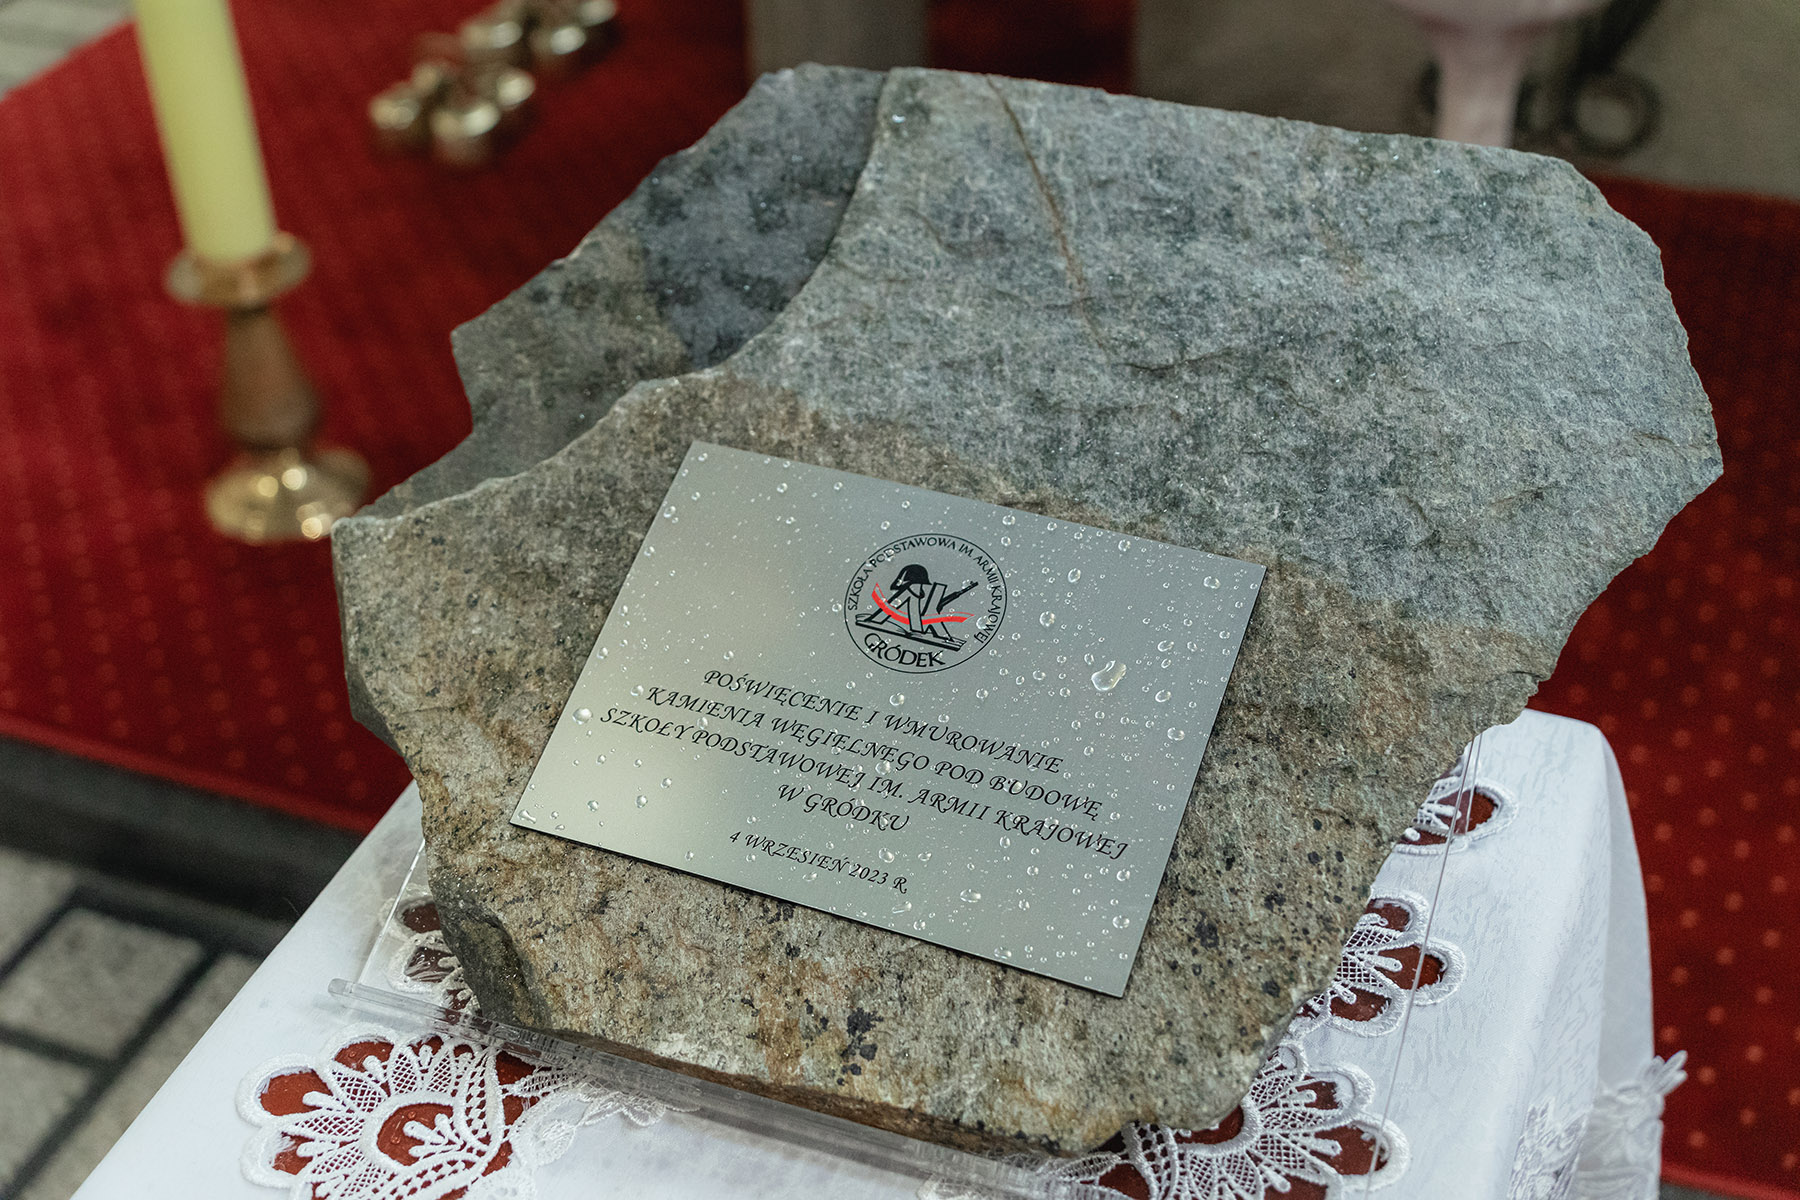 SZKOŁA PODSTAWOWA IM. ARMII KRAJOWEJ
AK
GRÓDEK
POŚWIĘCENIE I WMUROWANIE
KAMIENIA WĘGIELNEGO POD BUDOWĘ
SZKOŁY PODSTAWOWEJ IM. ARMII KRAJOWEJ
W GRÓDKU
4 WRZESIEŃ 2023 R.